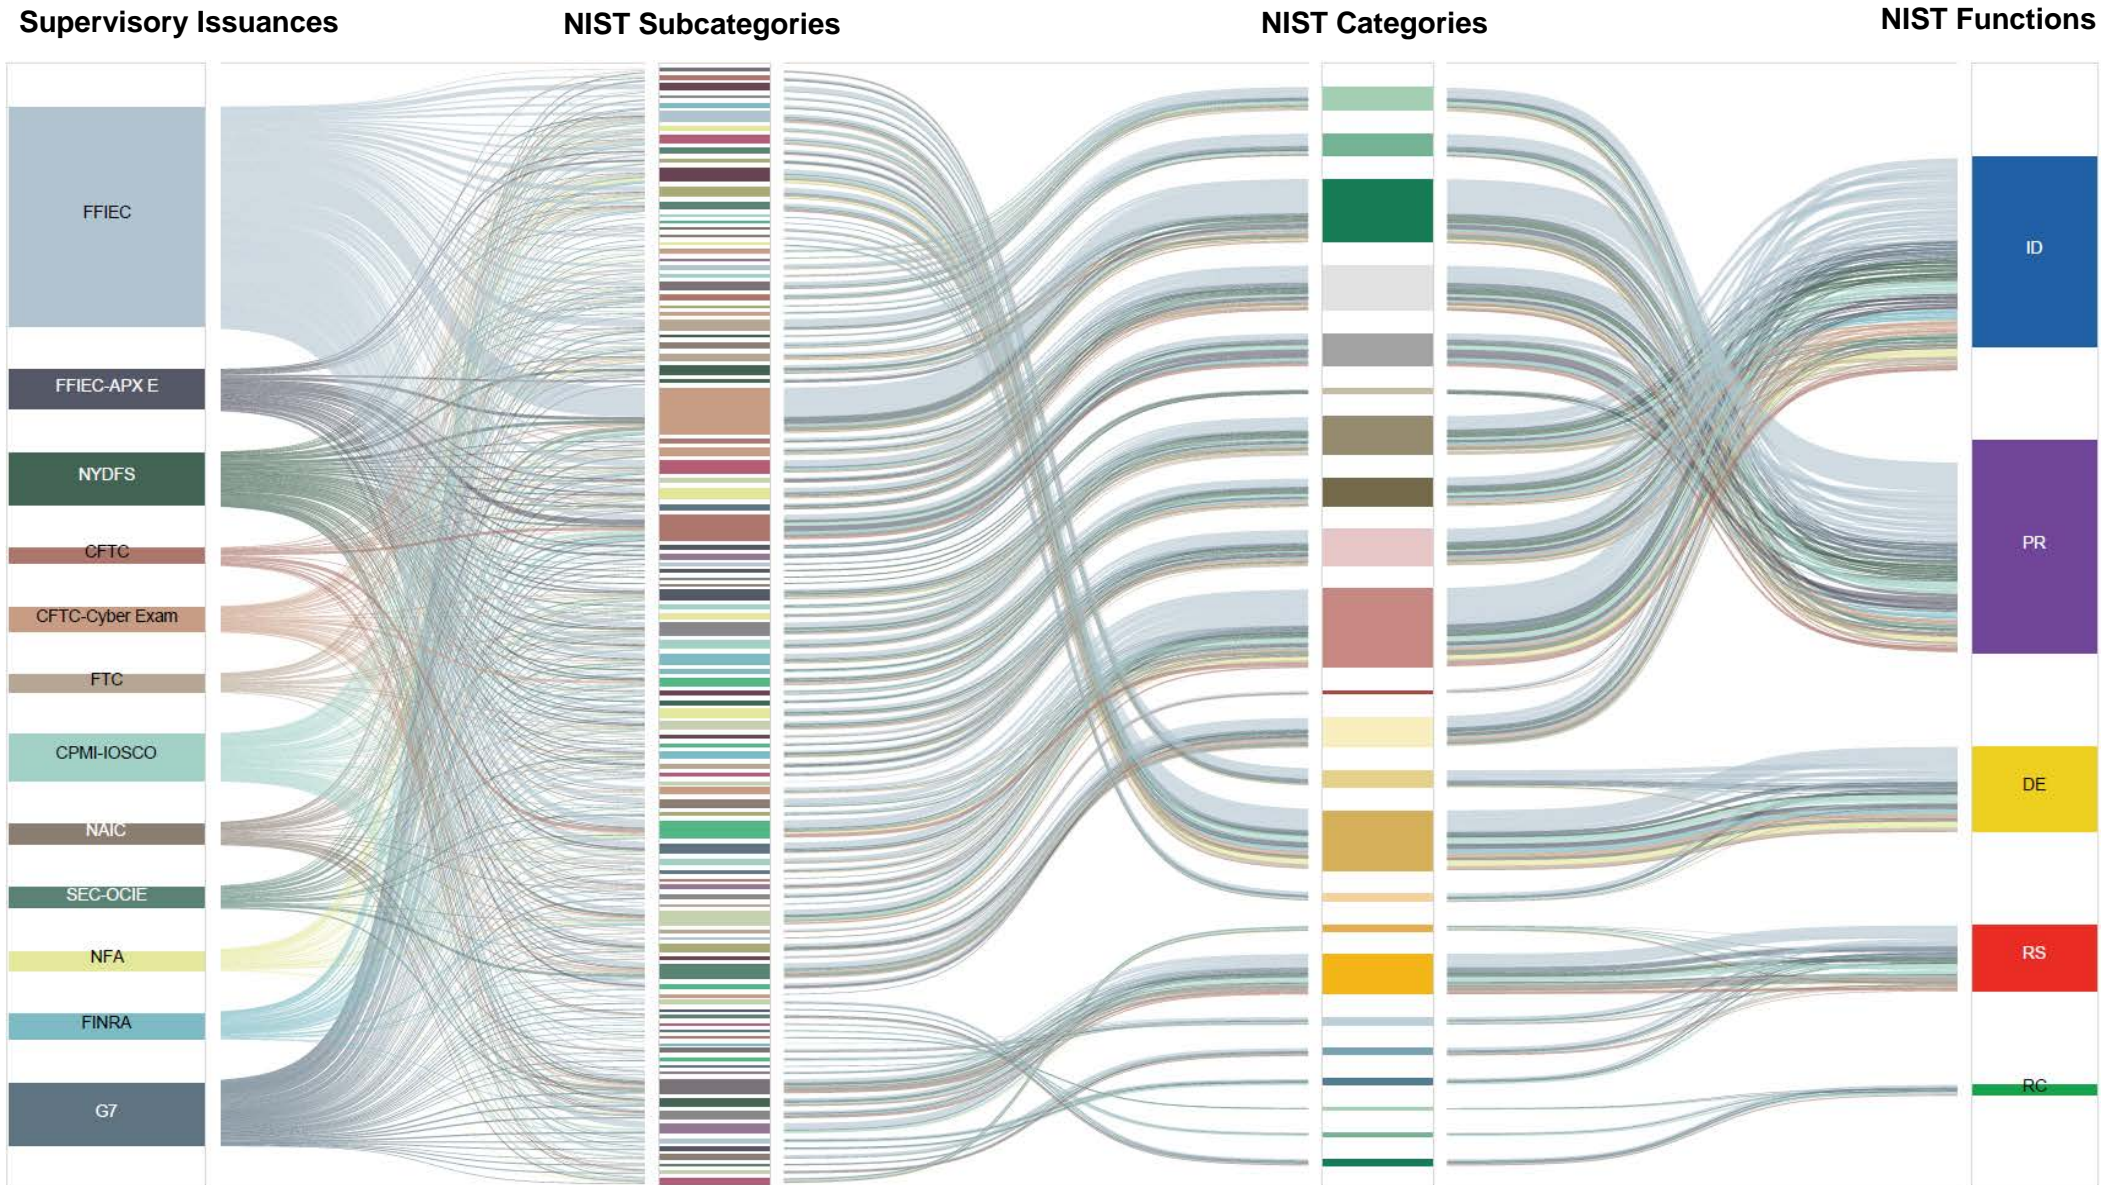 Supervisory Issuances
NIST Subcategories
NIST Categories
NIST Functions
FFIEC
FFIEC-APX E
NYDFS
CFTC
CFTC-Cyber Exam
FTC
CPMI-IOSCO
NAIC
SEC-OCIE
NFA
FINRA
G7
ID
PR
DE
RS
RC